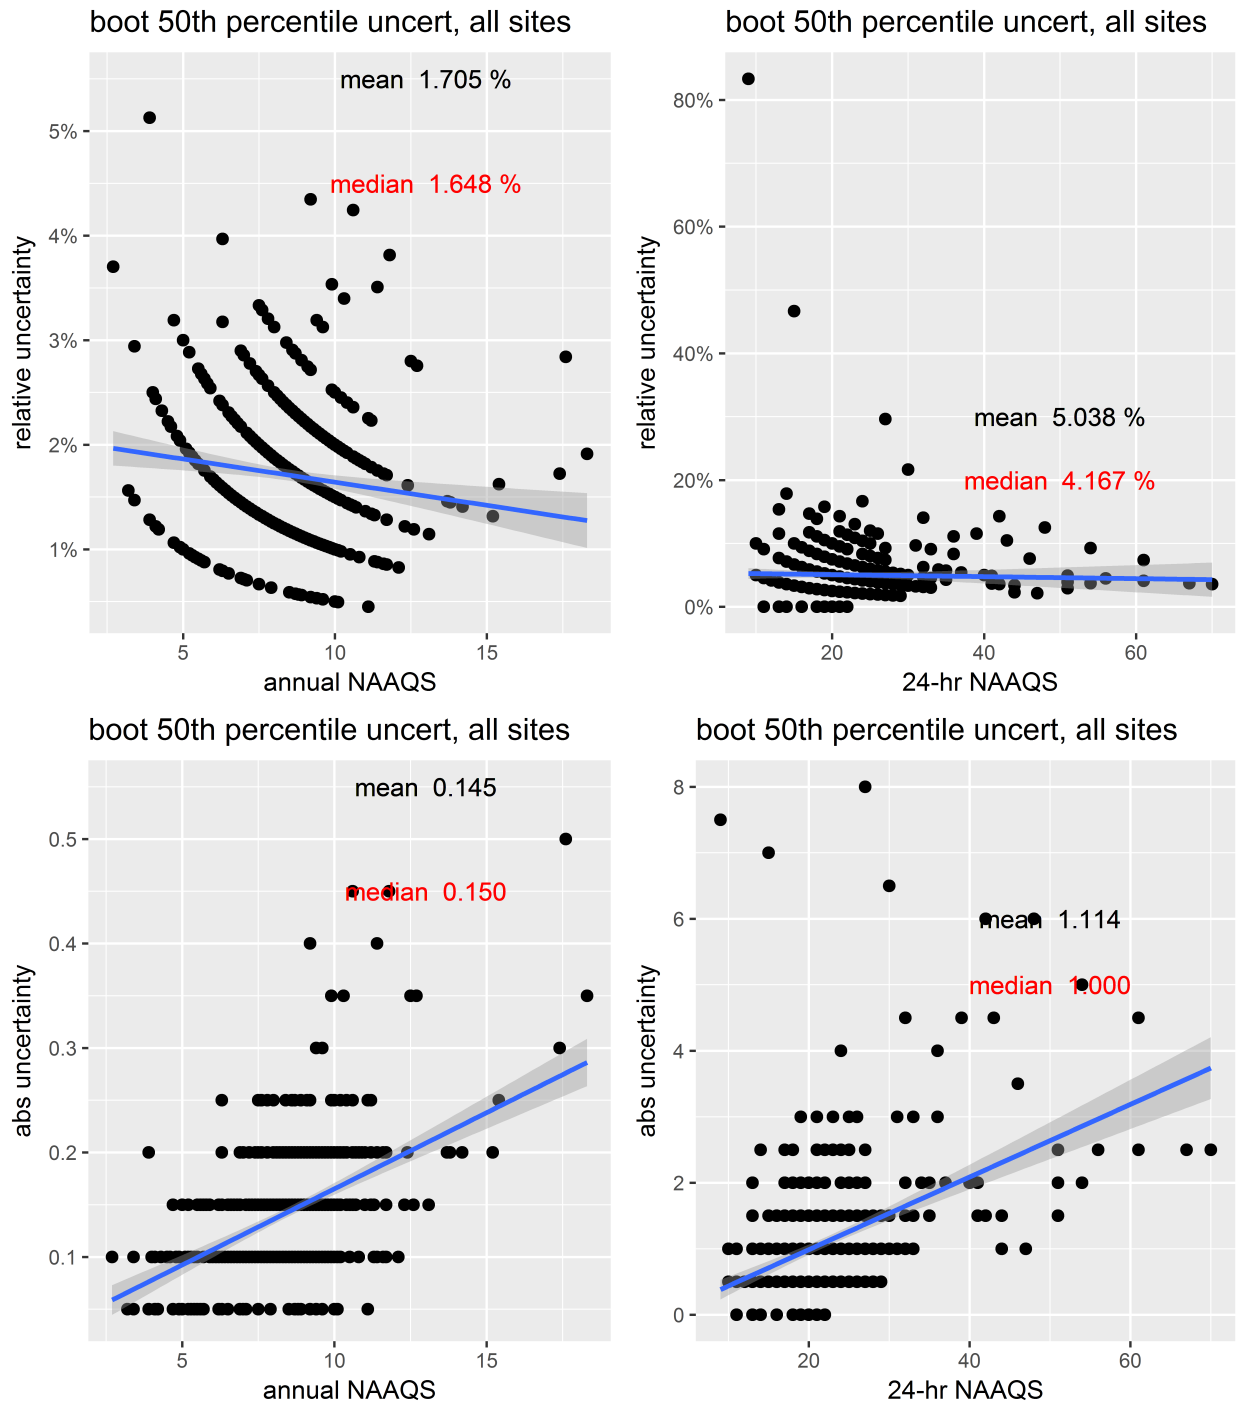 boot 50th percentile uncert, all sites
mean 1.705 %
median 1.648 %
5%
4%
3%
2%
1%
relative uncertainty
5 10 15
annual NAAQS
boot 50th percentile uncert, all sites
80%
60%
40%
20%
0%
mean 5.038 %
median 4.167 %
relative uncertainty
20 40 60
24-hr NAAQS
boot 50th percentile uncert, all sites
mean 0.145
median 0.150
0.5
0.4
0.3
0.2
0.1
abs uncertainty
5 10 15
annual NAAQS
boot 50th percentile uncert, all sites
8
6
4
2
0
mean 1.114
median 1.000
abs uncertainty
20 40 60
24-hr NAAQS